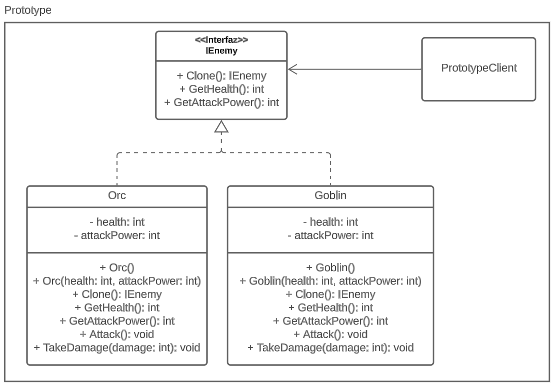 Prototype
<<Interfaz>>
IEnemy
+ Clone(): IEnemy
+ GetHealth(): int
+ GetAttackPower(): int
PrototypeClient
Orc
- health: int
- attackPower: int
+ Orc()
+ Orc(health: int, attackPower: int)
+ Clone(): IEnemy
+ GetHealth(): int
+ GetAttackPower(): int
+ Attack(): void
+ TakeDamage(damage: int): void
Goblin
- health: int
- attackPower: int
+ Goblin()
+ Goblin(health: int, attackPower: int)
+ Clone(): IEnemy
+ GetHealth(): int
+ GetAttackPower(): int
+ Attack(): void
+ TakeDamage(damage: int): void